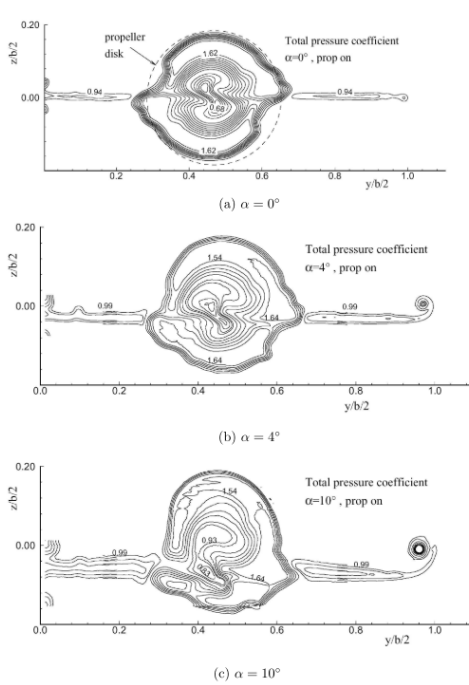 0.20
propeller
disk
1.62
Total pressure coefficient
α=0° , prop on
z/b/2
0.94
0.94
0.00
0.68
1.62
0.2
0.4
0.6
0.8
1.0
y/b/2
(a) α = 0°
0.20
1.54
Total pressure coefficient
α=4° , prop on
z/b/2
0.99
0.99
0.00
1.64
1.64
0.0
0.2
0.4
0.6
0.8
1.0
y/b/2
(b) α = 4°
0.20
1.54
Total pressure coefficient
α=10° , prop on
z/b/2
0.93
0.00
0.99
0.99
0.83
1.64
0.0
0.2
0.4
0.6
0.8
1.0
y/b/2
(c) α = 10°